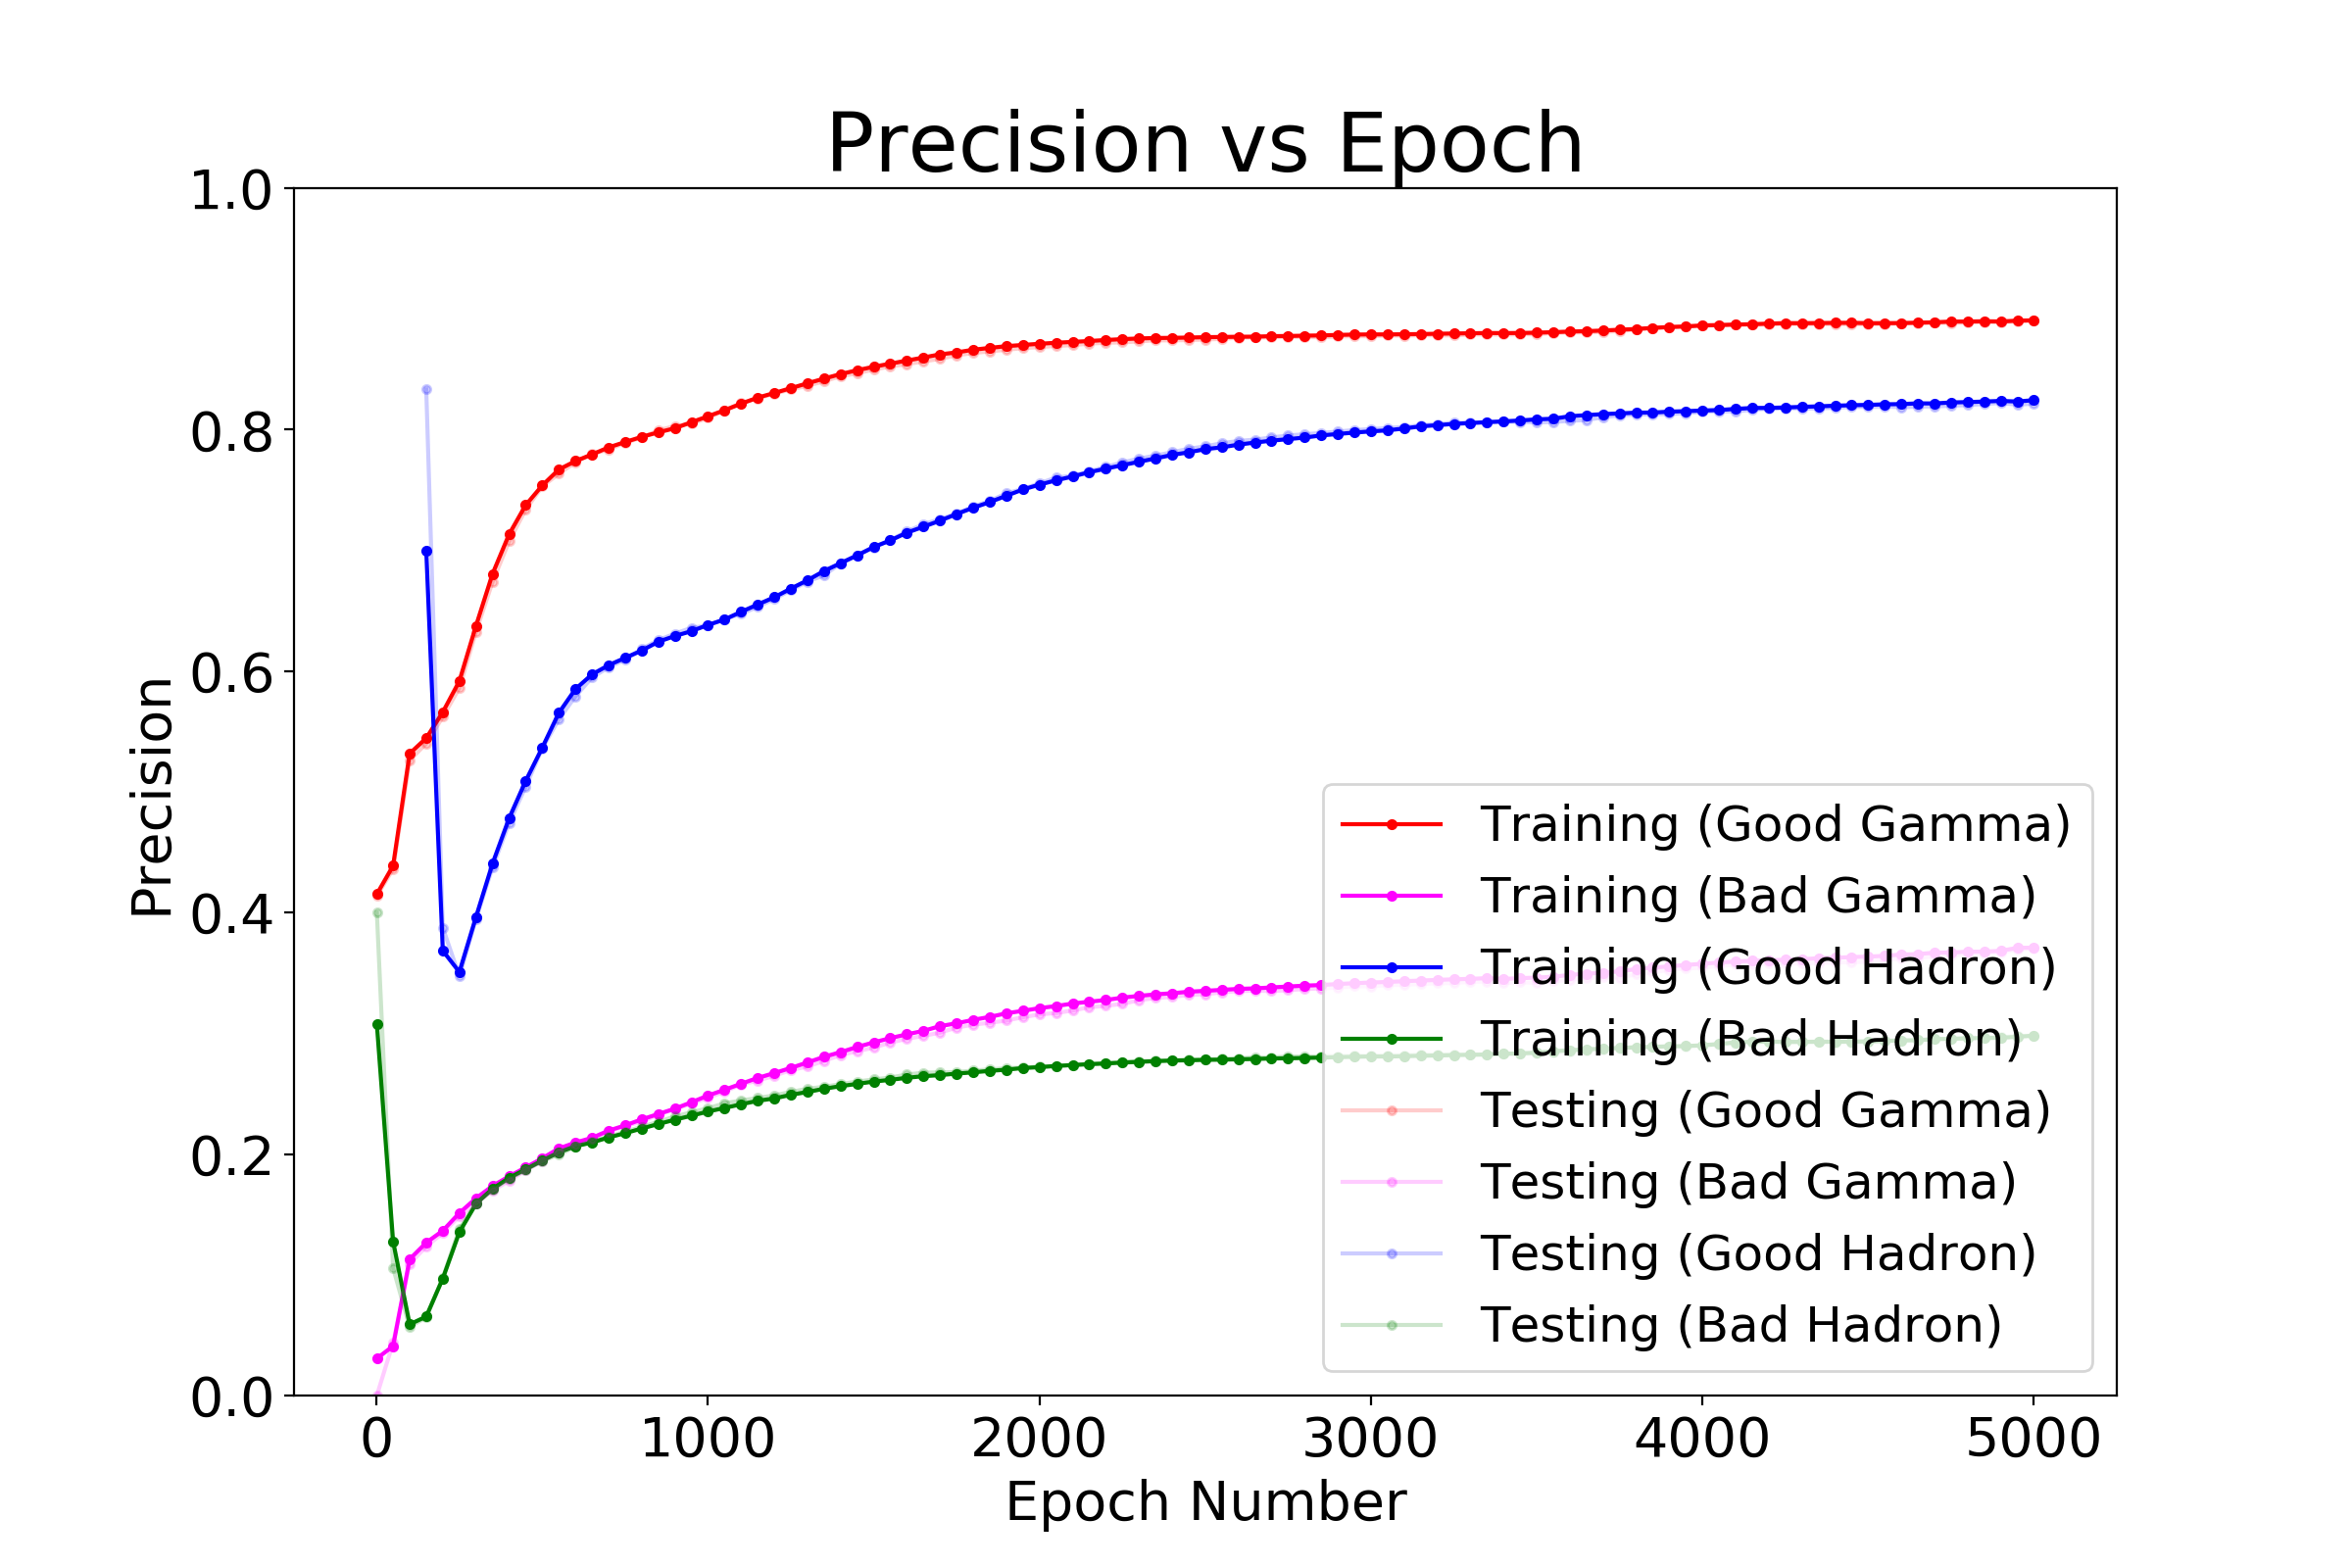 Precision vs Epoch
1.0
0.8
0.6
0.4
0.2
0.0
Precision
Training (Good Gamma)
Training (Bad Gamma)
Training (Good Hadron)
Training (Bad Hadron)
Testing (Good Gamma)
Testing (Bad Gamma)
Testing (Good Hadron)
Testing (Bad Hadron)
0 1000 2000 3000 4000 5000
Epoch Number